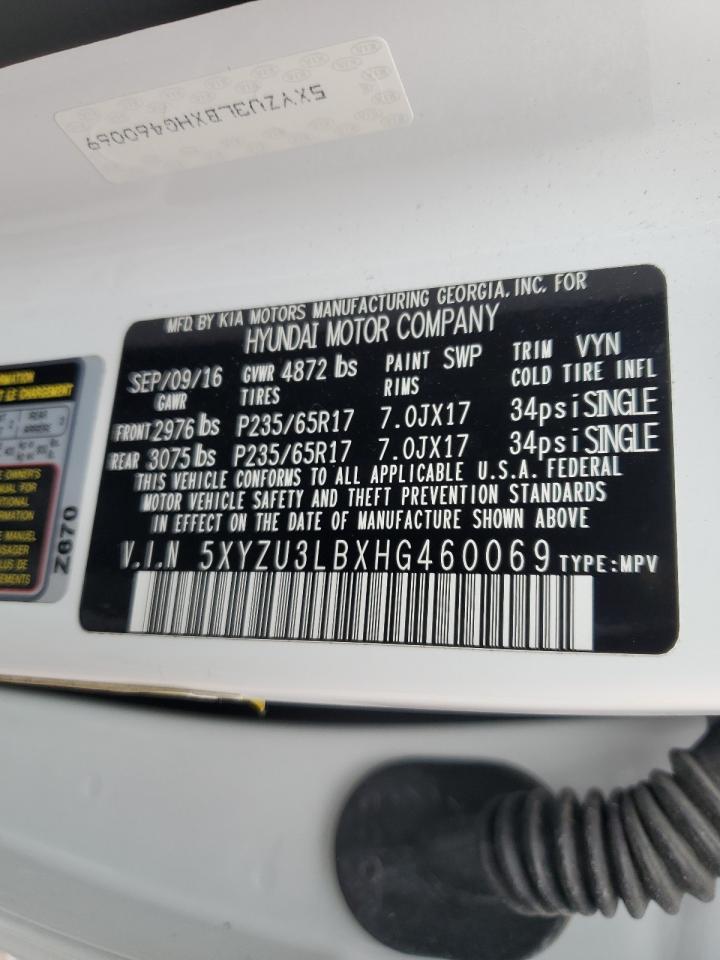 5XYZU3LBXHG460069
MFD. BY KIA MOTORS MANUFACTURING GEORGIA, INC. FOR
HYUNDAI MOTOR COMPANY
SEP/09/16 GVWR 4872 lbs PAINT SWP TRIM VYN
GAWR TIRES RIMS COLD TIRE INFL
FRONT 2976 lbs P235/65R17 7.0JX17 34psi SINGLE
REAR 3075 lbs P235/65R17 7.0JX17 34psi SINGLE
THIS VEHICLE CONFORMS TO ALL APPLICABLE U.S.A. FEDERAL
MOTOR VEHICLE SAFETY AND THEFT PREVENTION STANDARDS
IN EFFECT ON THE DATE OF MANUFACTURE SHOWN ABOVE
V.I.N 5XYZU3LBXHG460069 TYPE:MPV
REAR
Z670